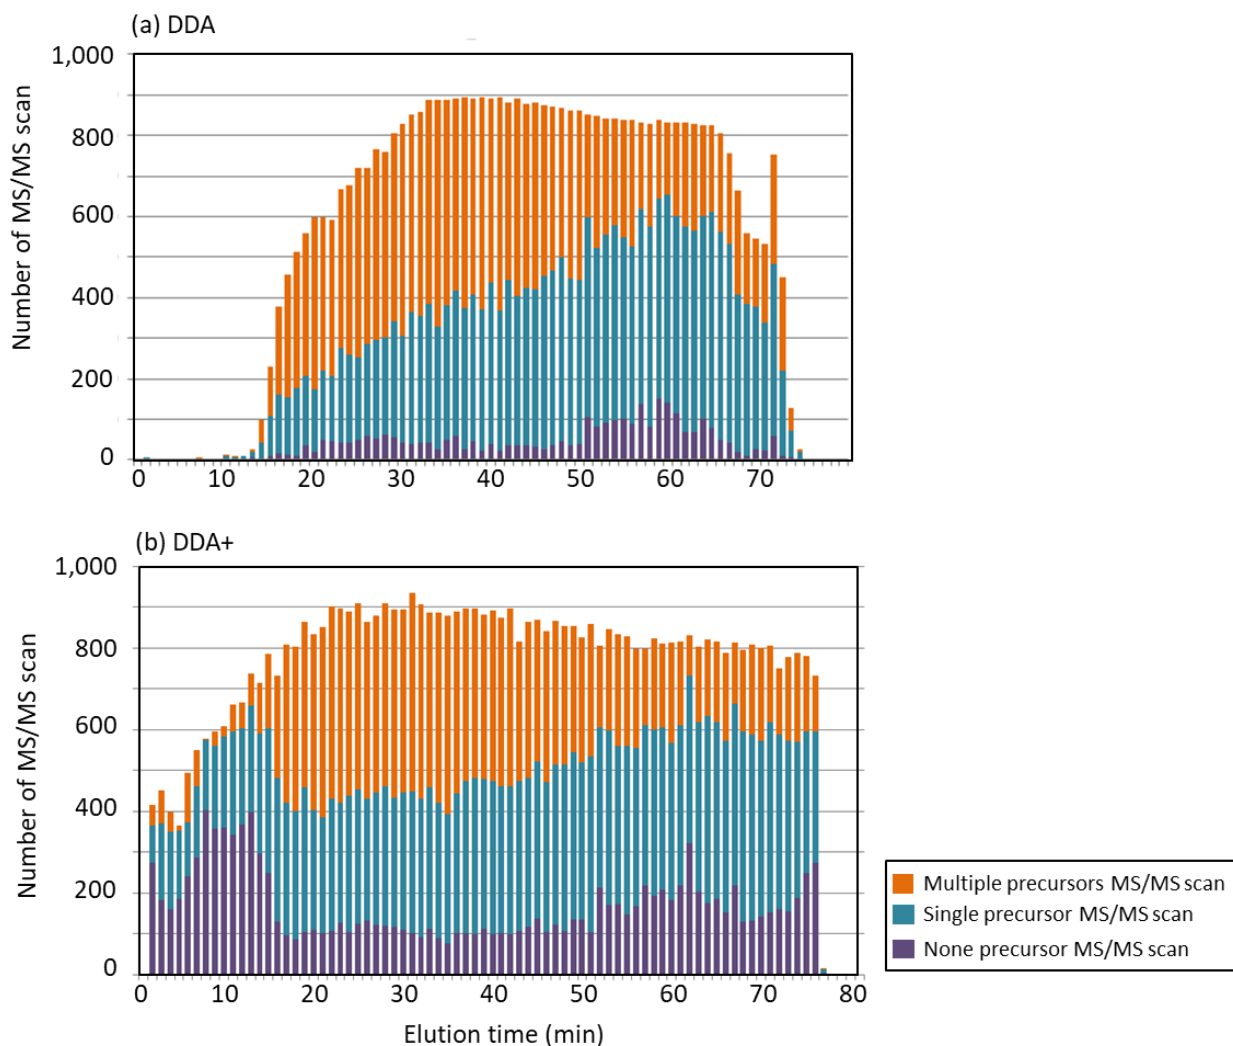 (a) DDA
Number of MS/MS scan
1,000
800
600
400
200
0
0 10 20 30 40 50 60 70
(b) DDA+
Number of MS/MS scan
1,000
800
600
400
200
0
0 10 20 30 40 50 60 70 80
Elution time (min)
Multiple precursors MS/MS scan
Single precursor MS/MS scan
None precursor MS/MS scan